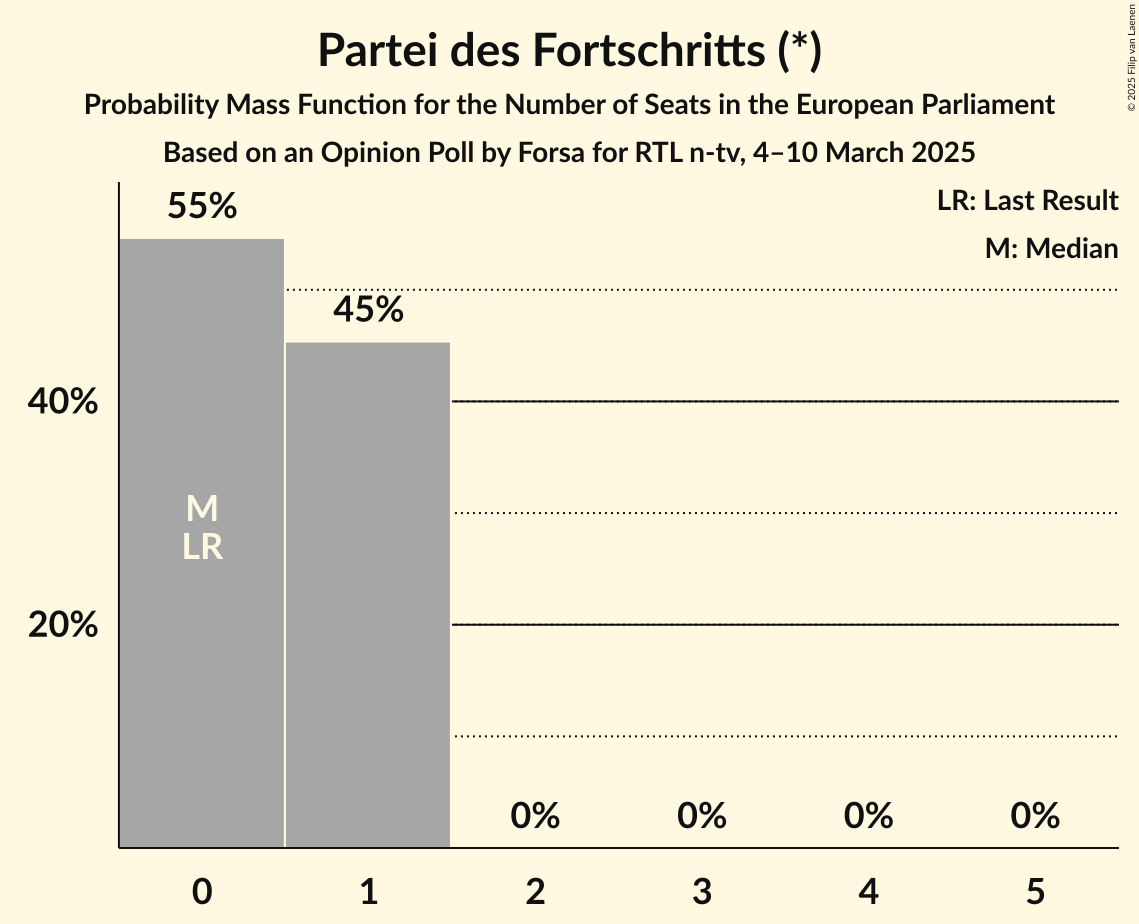 Partei des Fortschritts (*)
Probability Mass Function for the Number of Seats in the European Parliament
Based on an Opinion Poll by Forsa for RTL n-tv, 4–10 March 2025
© 2025 Filip van Laenen
LR: Last Result
M: Median
55%
45%
40%
20%
M
LR
0%
0%
0%
0%
0
1
2
3
4
5